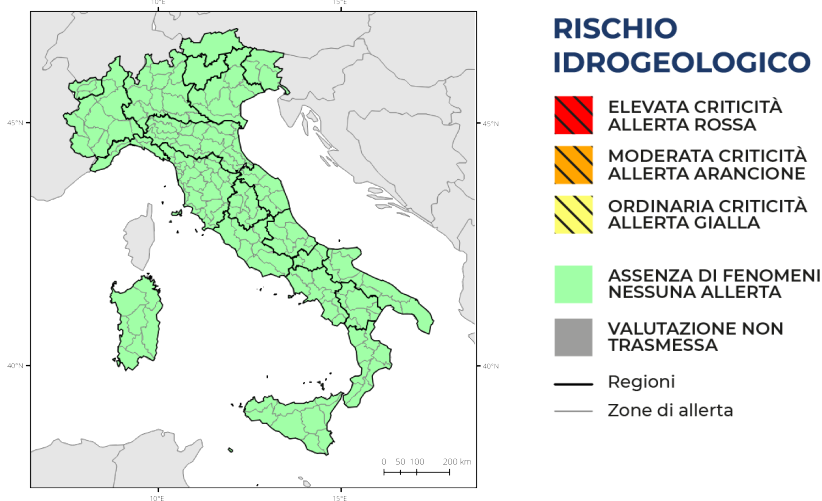 10°E 15°E
45°N 45°N
40°N 40°N
0 50 100 200 km
10°E 15°E
RISCHIO
IDROGEOLOGICO
ELEVATA CRITICITÀ
ALLERTA ROSSA
MODERATA CRITICITÀ
ALLERTA ARANCIONE
ORDINARIA CRITICITÀ
ALLERTA GIALLA
ASSENZA DI FENOMENI
NESSUNA ALLERTA
VALUTAZIONE NON
TRASMESSA
Regioni
Zone di allerta